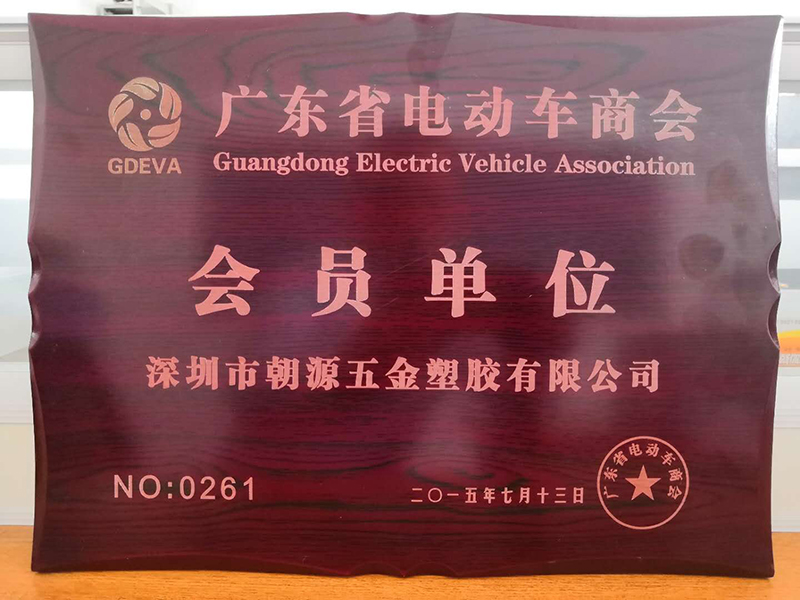 广东省电动车商会
GDEVA
Guangdong Electric Vehicle Association
会员单位
深圳市朝源五金塑胶有限公司
NO:0261
二〇一五年七月十三日
广东省电动车商会